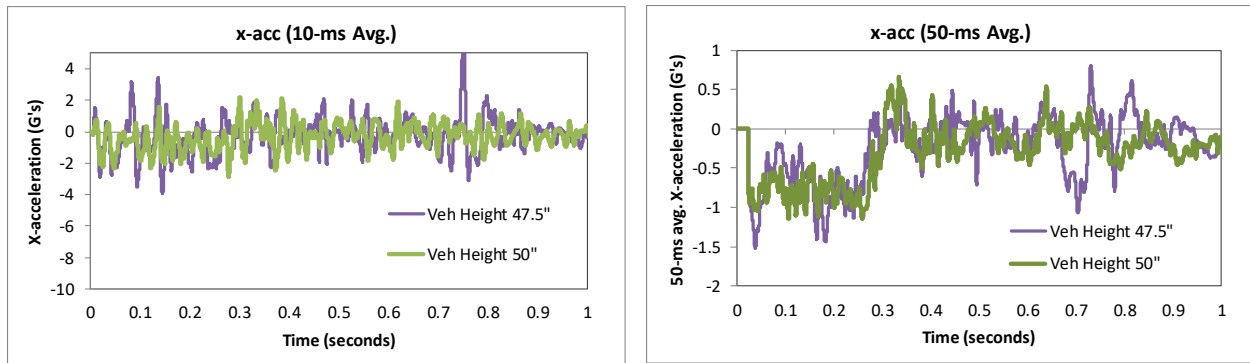 x-acc (10-ms Avg.)
X-acceleration (G's)
4
2
0
-2
-4
-6
-8
-10
0 0.1 0.2 0.3 0.4 0.5 0.6 0.7 0.8 0.9 1
Time (seconds)
Veh Height 47.5"
Veh Height 50"
x-acc (50-ms Avg.)
50-ms avg. X-acceleration (G's)
1
0.5
0
-0.5
-1
-1.5
-2
0 0.1 0.2 0.3 0.4 0.5 0.6 0.7 0.8 0.9 1
Time (seconds)
Veh Height 47.5"
Veh Height 50"